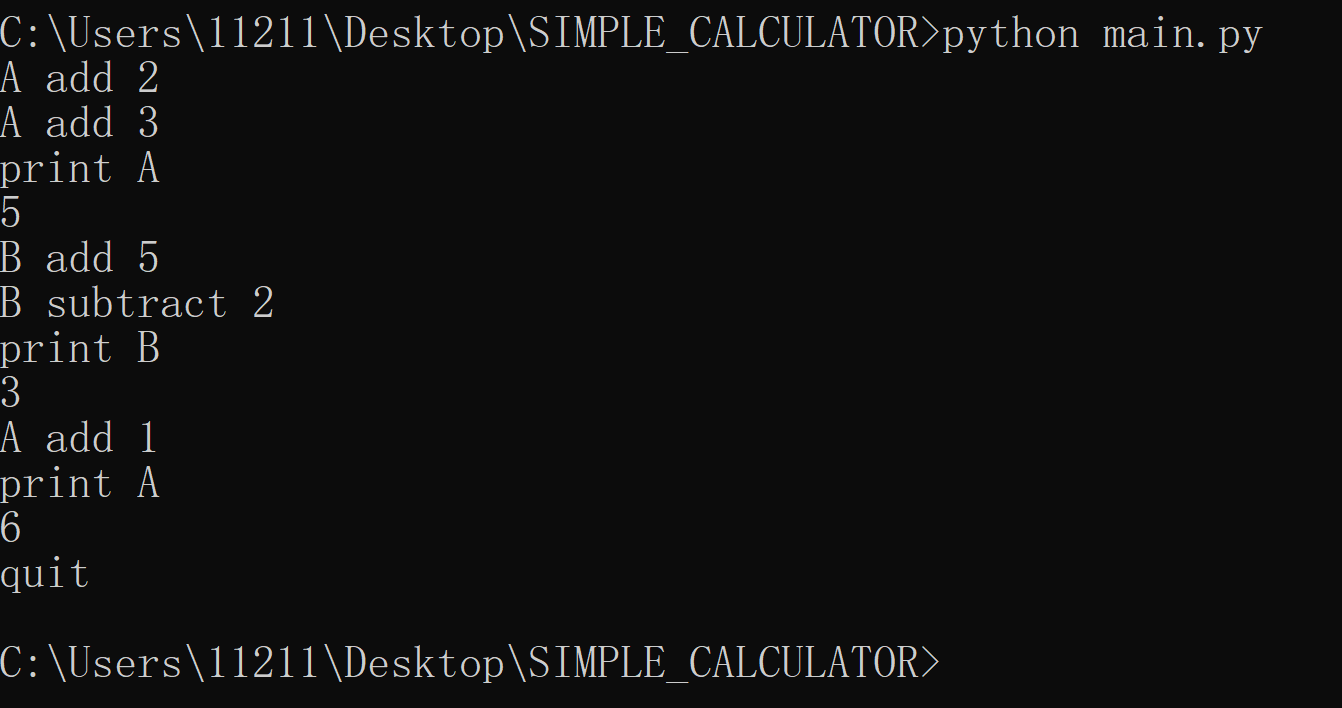 C:\Users\11211\Desktop\SIMPLE_CALCULATOR>python main.py
A add 2
A add 3
print A
5
B add 5
B subtract 2
print B
3
A add 1
print A
6
quit
C:\Users\11211\Desktop\SIMPLE_CALCULATOR>